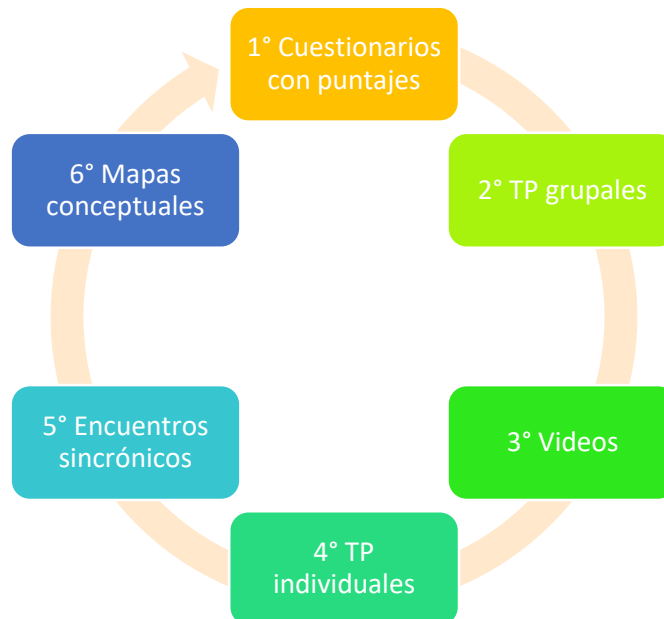 1° Cuestionarios
con puntajes
2° TP grupales
3° Videos
4° TP
individuales
5° Encuentros
sincrónicos
6° Mapas
conceptuales